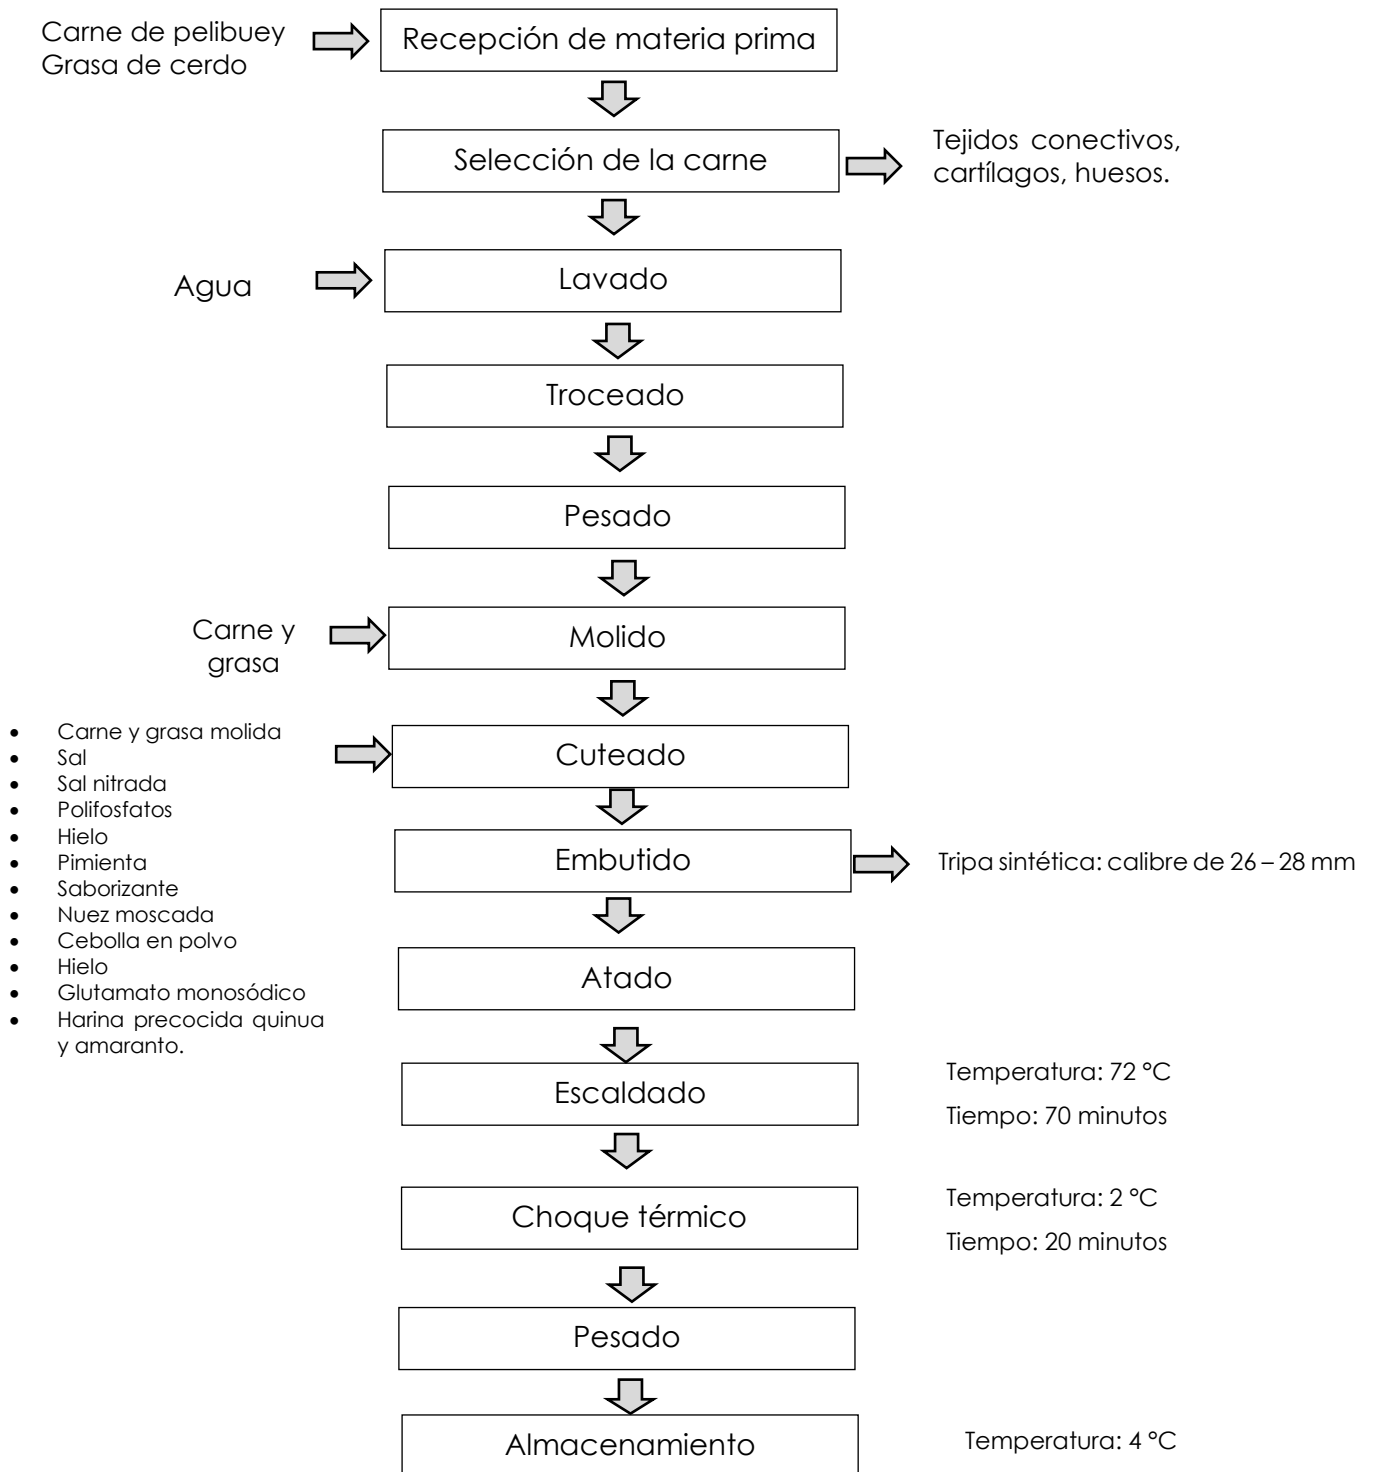 Carne de pelibuey
Grasa de cerdo
Recepción de materia prima
Selección de la carne
Tejidos conectivos,
cartílagos, huesos.
Agua
Lavado
Troceado
Pesado
Carne y
grasa
Molido
• Carne y grasa molida
• Sal
• Sal nitrada
• Polifosfatos
• Hielo
• Pimienta
• Saborizante
• Nuez moscada
• Cebolla en polvo
• Hielo
• Glutamato monosódico
• Harina precocida quinua
y amaranto.
Cuteado
Embutido
Tripa sintética: calibre de 26 – 28 mm
Atado
Escaldado
Temperatura: 72 °C
Tiempo: 70 minutos
Choque térmico
Temperatura: 2 °C
Tiempo: 20 minutos
Pesado
Almacenamiento
Temperatura: 4 °C